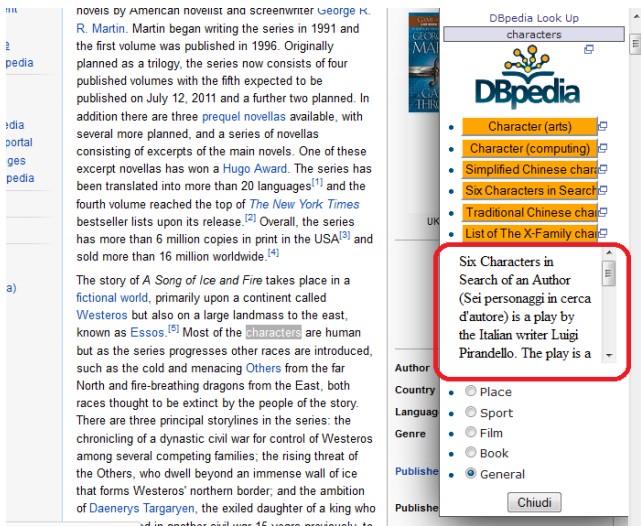 novels by American novelist and screenwriter George R.
R. Martin. Martin began writing the series in 1991 and
the first volume was published in 1996. Originally
planned as a trilogy, the series now consists of four
published volumes with the fifth expected to be
published on July 12, 2011 and a further two planned. In
addition there are three prequel novellas available, with
several more planned, and a series of novellas
consisting of excerpts of the main novels. One of these
excerpt novellas has won a Hugo Award. The series has
been translated into more than 20 languages[1] and the
fourth volume reached the top of The New York Times
bestseller lists upon its release.[2] Overall, the series
has more than 6 million copies in print in the USA[3] and
sold more than 16 million worldwide.[4]
The story of A Song of Ice and Fire takes place in a
fictional world, primarily upon a continent called
Westeros but also on a large landmass to the east,
known as Essos.[5] Most of the characters are human
but as the series progresses other races are introduced,
such as the cold and menacing Others from the far
North and fire-breathing dragons from the East, both
races thought to be extinct by the people of the story.
There are three principal storylines in the series: the
chronicling of a dynastic civil war for control of Westeros
among several competing families; the rising threat of
the Others, who dwell beyond an immense wall of ice
that forms Westeros' northern border; and the ambition
of Daenerys Targaryen, the exiled daughter of a king who
pedia
edia
portal
ges
pedia
a)
UK
Author
Country
Languag
Genre
Publishe
Publishe
DBpedia Look Up
characters
DBpedia
Character (arts)
Character (computing)
Simplified Chinese chara
Six Characters in Search
Traditional Chinese cha
List of The X-Family cha
Six Characters in
Search of an Author
(Sei personaggi in cerca
d'autore) is a play by
the Italian writer Luigi
Pirandello. The play is a
Place
Sport
Film
Book
General
Chiudi